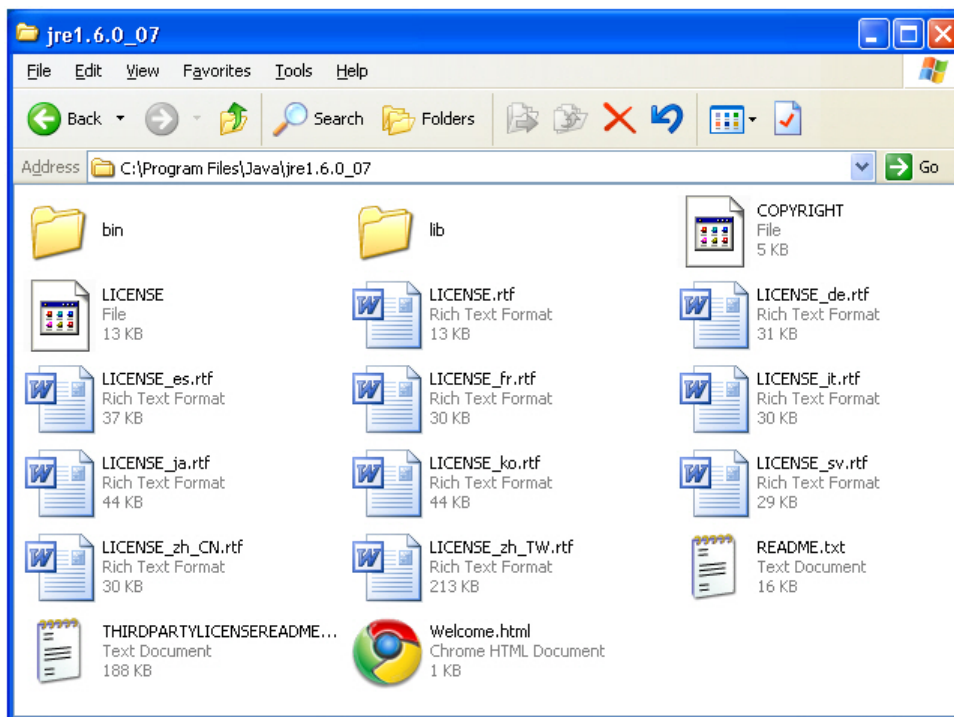 jre1.6.0_07
File Edit View Favorites Tools Help
Back Search Folders
Address C:\Program Files\Java\jre1.6.0_07 Go
bin
lib
COPYRIGHT
File
5 KB
LICENSE
File
13 KB
LICENSE.rtf
Rich Text Format
13 KB
LICENSE_de.rtf
Rich Text Format
31 KB
LICENSE_es.rtf
Rich Text Format
37 KB
LICENSE_fr.rtf
Rich Text Format
30 KB
LICENSE_it.rtf
Rich Text Format
30 KB
LICENSE_ja.rtf
Rich Text Format
44 KB
LICENSE_ko.rtf
Rich Text Format
44 KB
LICENSE_sv.rtf
Rich Text Format
29 KB
LICENSE_zh_CN.rtf
Rich Text Format
30 KB
LICENSE_zh_TW.rtf
Rich Text Format
213 KB
README.txt
Text Document
16 KB
THIRDPARTYLICENSEREADME...
Text Document
188 KB
Welcome.html
Chrome HTML Document
1 KB